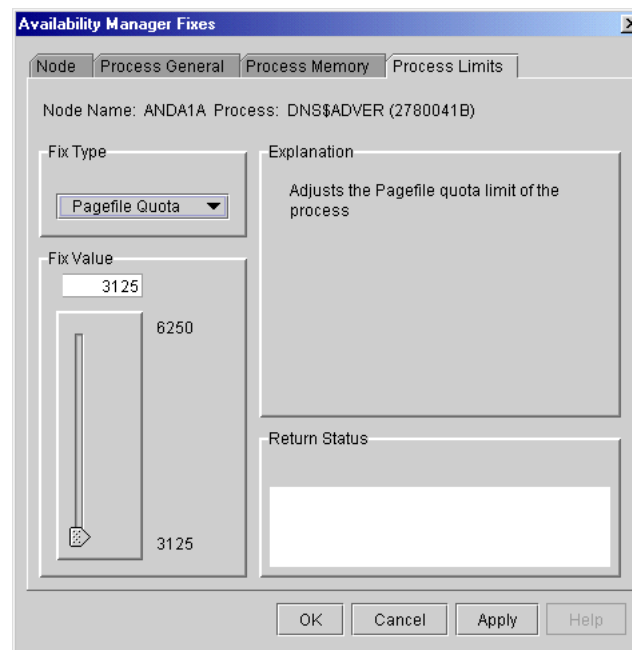 Availability Manager Fixes
Node Process General Process Memory Process Limits
Node Name: ANDA1A Process: DNS$ADVER (2780041B)
Fix Type
Pagefile Quota
Explanation
Adjusts the Pagefile quota limit of the
process
Fix Value
3125
6250
3125
Return Status
OK Cancel Apply Help